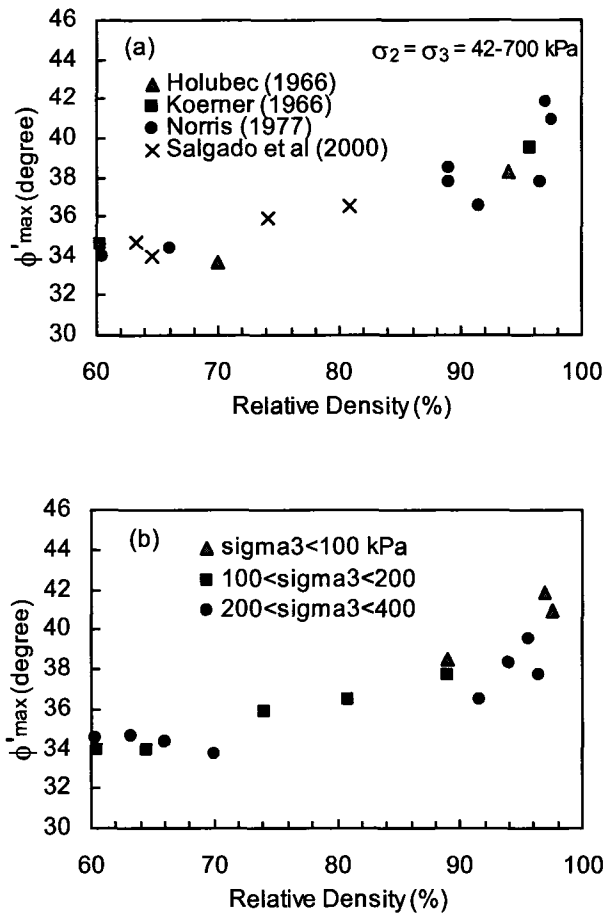 46
(a)
σ2 = σ3 = 42-700 kPa
44
Holubec (1966)
42
Koerner (1966)
40
Norris (1977)
38
Salgado et al (2000)
36
34
32
30
ϕ'max (degree)
60 70 80 90 100
Relative Density (%)
46
(b)
44
sigma3<100 kPa
42
100<sigma3<200
40
200<sigma3<400
38
36
34
32
30
ϕ'max (degree)
60 70 80 90 100
Relative Density (%)